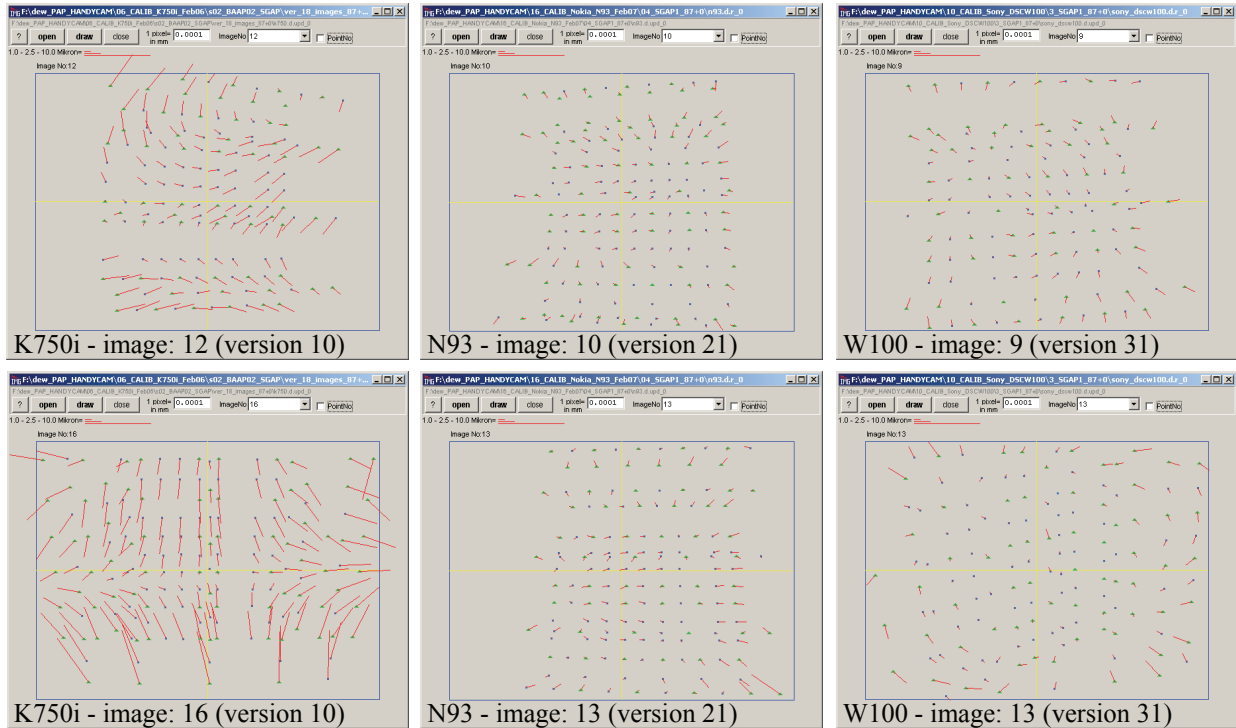 F:\dew_PAP_HANDYCAM\06_CALIB_K750i_Feb06\s02_BAAP02_SGAP\ver_18_images_87+...
? open draw close 1 pixel= in mm 0.0001 ImageNo 12 PointNo
1.0 - 2.5 - 10.0 Mikron=
Image No:12
K750i - image: 12 (version 10)
F:\dew_PAP_HANDYCAM\16_CALIB_Nokia_N93_Feb07\04_SGAP1_87+0\n93.d.r_0
? open draw close 1 pixel= in mm 0.0001 ImageNo 10 PointNo
1.0 - 2.5 - 10.0 Mikron=
Image No:10
N93 - image: 10 (version 21)
F:\dew_PAP_HANDYCAM\10_CALIB_Sony_DSCW100\3_SGAP1_87+0\sony_dscw100.d.r_0
? open draw close 1 pixel= in mm 0.0001 ImageNo 9 PointNo
1.0 - 2.5 - 10.0 Mikron=
Image No:9
W100 - image: 9 (version 31)
F:\dew_PAP_HANDYCAM\06_CALIB_K750i_Feb06\s02_BAAP02_SGAP\ver_18_images_87+...
? open draw close 1 pixel= in mm 0.0001 ImageNo 16 PointNo
1.0 - 2.5 - 10.0 Mikron=
Image No:16
K750i - image: 16 (version 10)
F:\dew_PAP_HANDYCAM\16_CALIB_Nokia_N93_Feb07\04_SGAP1_87+0\n93.d.r_0
? open draw close 1 pixel= in mm 0.0001 ImageNo 13 PointNo
1.0 - 2.5 - 10.0 Mikron=
Image No:13
N93 - image: 13 (version 21)
F:\dew_PAP_HANDYCAM\10_CALIB_Sony_DSCW100\3_SGAP1_87+0\sony_dscw100.d.r_0
? open draw close 1 pixel= in mm 0.0001 ImageNo 13 PointNo
1.0 - 2.5 - 10.0 Mikron=
Image No:13
W100 - image: 13 (version 31)